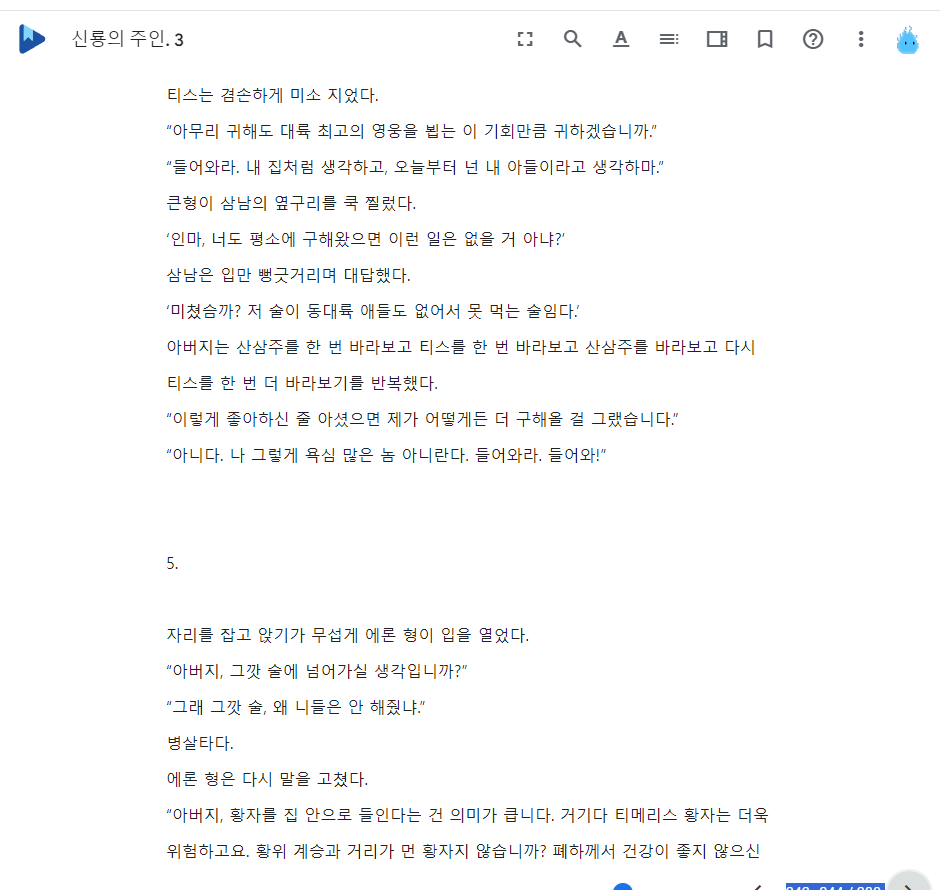 신룡의 주인. 3
티스는 겸손하게 미소 지었다.
“아무리 귀해도 대륙 최고의 영웅을 뵙는 이 기회만큼 귀하겠습니까.”
“들어와라. 내 집처럼 생각하고, 오늘부터 넌 내 아들이라고 생각하마.”
큰형이 삼남의 옆구리를 쿡 찔렀다.
‘인마, 너도 평소에 구해왔으면 이런 일은 없을 거 아냐?’
삼남은 입만 뻥긋거리며 대답했다.
‘미쳤슴까? 저 술이 동대륙 애들도 없어서 못 먹는 술임다.’
아버지는 산삼주를 한 번 바라보고 티스를 한 번 바라보고 산삼주를 바라보고 다시
티스를 한 번 더 바라보기를 반복했다.
“이렇게 좋아하신 줄 아셨으면 제가 어떻게든 더 구해올 걸 그랬습니다.”
“아니다. 나 그렇게 욕심 많은 놈 아니란다. 들어와라. 들어와!”
5.
자리를 잡고 앉기가 무섭게 에론 형이 입을 열었다.
“아버지, 그깟 술에 넘어가실 생각입니까?”
“그래 그깟 술, 왜 니들은 안 해줬냐.”
병살타다.
에론 형은 다시 말을 고쳤다.
“아버지, 황자를 집 안으로 들인다는 건 의미가 큽니다. 거기다 티메리스 황자는 더욱
위험하고요. 황위 계승과 거리가 먼 황자지 않습니까? 폐하께서 건강이 좋지 않으신